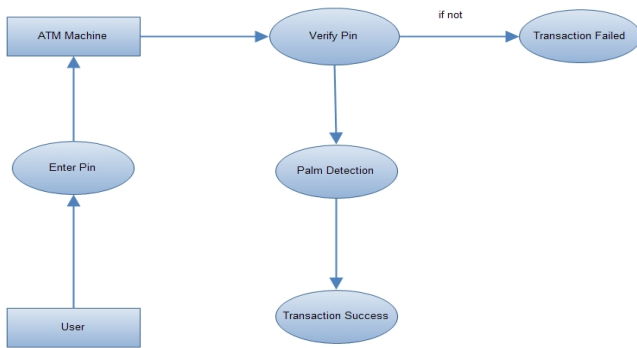 if not
ATM Machine
Verify Pin
Transaction Failed
Enter Pin
Palm Detection
User
Transaction Success